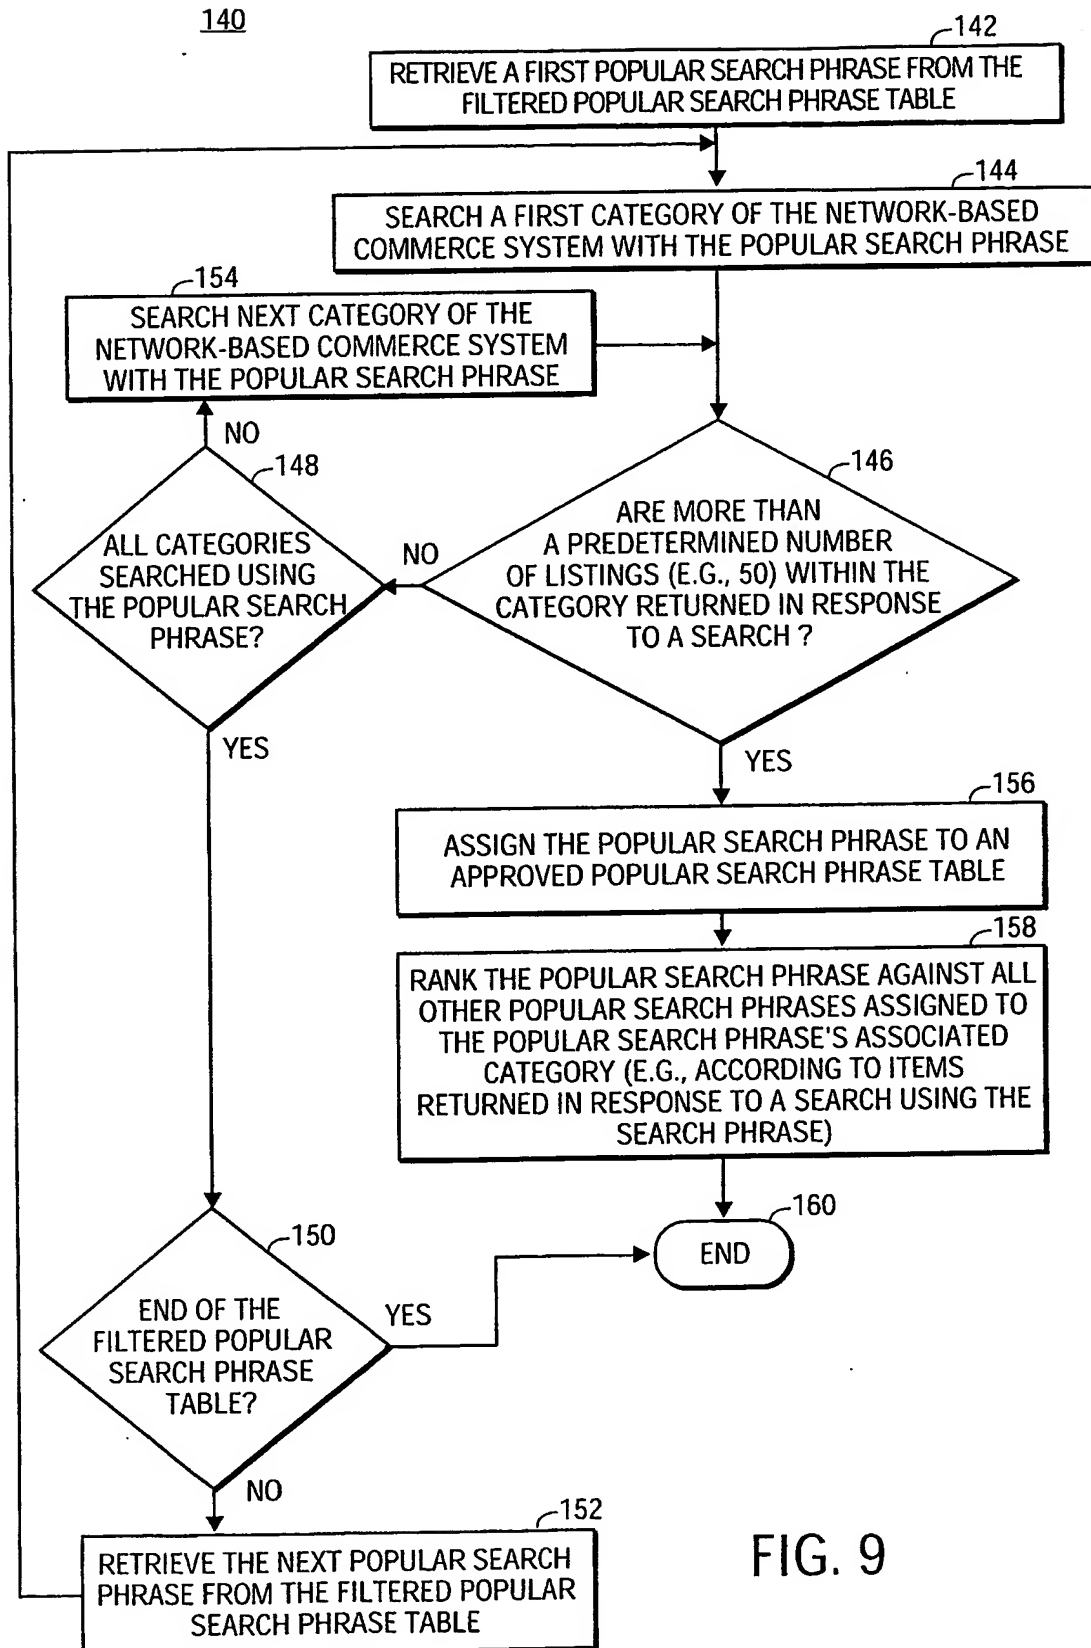 140
142
RETRIEVE A FIRST POPULAR SEARCH PHRASE FROM THE
FILTERED POPULAR SEARCH PHRASE TABLE
144
SEARCH A FIRST CATEGORY OF THE NETWORK-BASED
COMMERCE SYSTEM WITH THE POPULAR SEARCH PHRASE
154
SEARCH NEXT CATEGORY OF THE
NETWORK-BASED COMMERCE SYSTEM
WITH THE POPULAR SEARCH PHRASE
NO
148
ALL CATEGORIES
SEARCHED USING
THE POPULAR SEARCH
PHRASE?
NO
146
ARE MORE THAN
A PREDETERMINED NUMBER
OF LISTINGS (E.G., 50) WITHIN THE
CATEGORY RETURNED IN RESPONSE
TO A SEARCH ?
YES
YES
156
ASSIGN THE POPULAR SEARCH PHRASE TO AN
APPROVED POPULAR SEARCH PHRASE TABLE
158
RANK THE POPULAR SEARCH PHRASE AGAINST ALL
OTHER POPULAR SEARCH PHRASES ASSIGNED TO
THE POPULAR SEARCH PHRASE'S ASSOCIATED
CATEGORY (E.G., ACCORDING TO ITEMS
RETURNED IN RESPONSE TO A SEARCH USING THE
SEARCH PHRASE)
160
END
150
END OF THE
FILTERED POPULAR
SEARCH PHRASE
TABLE?
YES
NO
152
RETRIEVE THE NEXT POPULAR SEARCH
PHRASE FROM THE FILTERED POPULAR
SEARCH PHRASE TABLE
FIG. 9